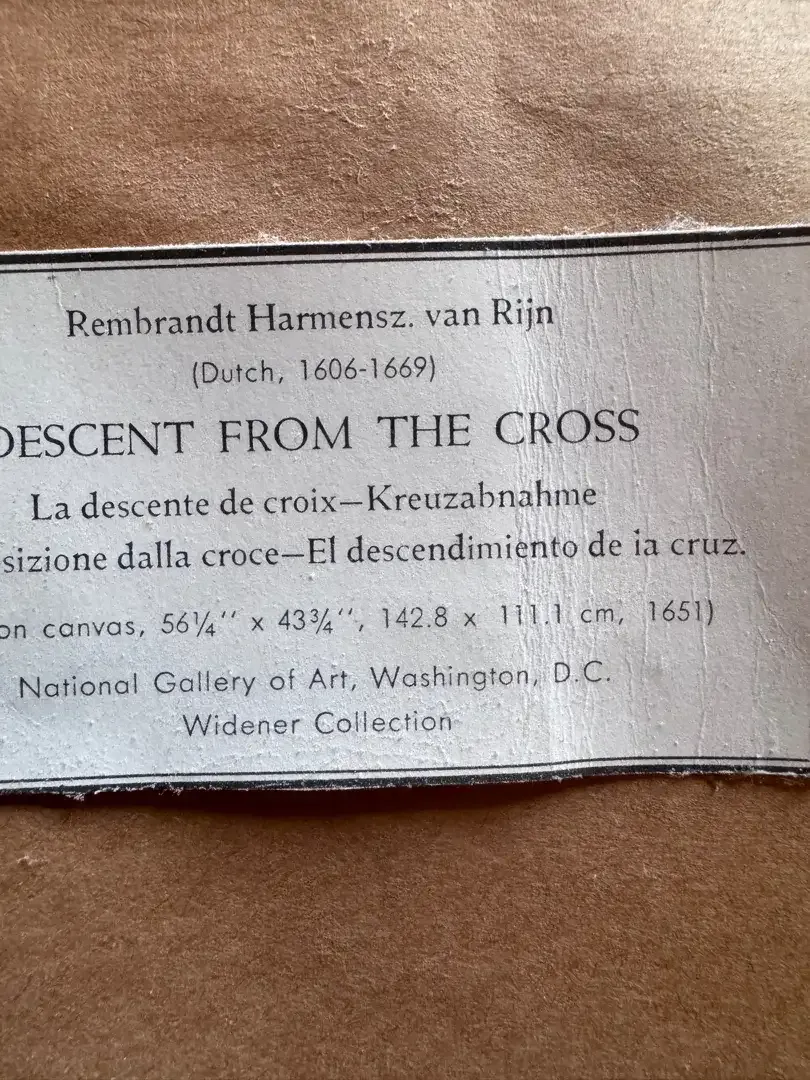 Rembrandt Harmensz. van Rijn
(Dutch, 1606-1669)
DESCENT FROM THE CROSS
La descente de croix—Kreuzabnahme
sizione dalla croce—El descendimiento de ia cruz.
on canvas, 56¼′′ x 43¾′′, 142.8 x 111.1 cm, 1651)
National Gallery of Art, Washington, D.C.
Widener Collection